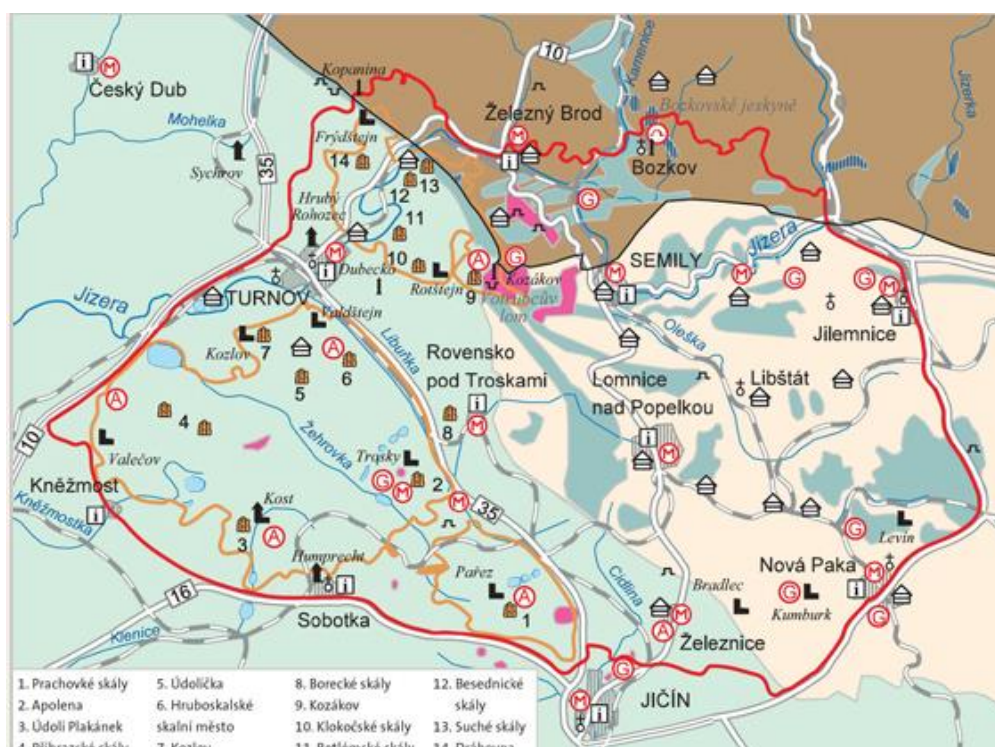 Český Dub
Mohelka
Sychrov
35
Kopanina
Frýdštejn
14
12
13
11
10
Hrubý
Rohozec
Dubecko
Rotštejn
9
Kozákov
Votrubcův
lom
10
Kamenice
Jizerka
Železný Brod
Bozkovské jeskyně
Bozkov
SEMILY
Jizera
Jilemnice
Jizera
TURNOV
Valdštejn
Kozlov
7
5
6
Libuňka
Rovensko
pod Troskami
8
Oleška
Lomnice
nad Popelkou
Libštát
10
4
Valečov
Kněžmost
Kněžmostka
Žehrovka
Trosky
2
35
Kost
3
Humprecht
Sobotka
16
Klenice
Pařez
1
Cidlina
Bradlec
Železnice
Levín
Nová Paka
Kumburk
JIČÍN
1. Prachovké skály
2. Apolena
3. Údolí Plakánek
5. Údolíčka
6. Hruboskalské
skalní město
7. Kozlov
8. Borecké skály
9. Kozákov
10. Klokočské skály
12. Besednické
skály
13. Suché skály